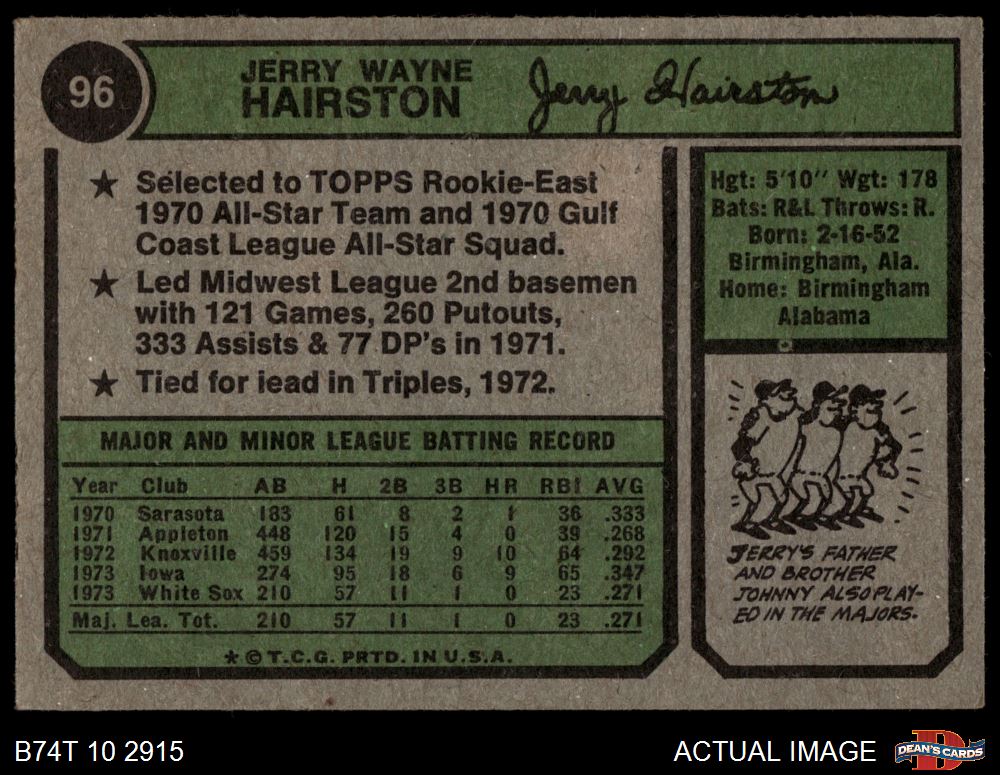 96
JERRY WAYNE
HAIRSTON
Jerry Hairston
★ Selected to TOPPS Rookie-East
1970 All-Star Team and 1970 Gulf
Coast League All-Star Squad.
★ Led Midwest League 2nd basemen
with 121 Games, 260 Putouts,
333 Assists & 77 DP's in 1971.
★ Tied for lead in Triples, 1972.
Hgt: 5'10" Wgt: 178
Bats: R&L Throws: R.
Born: 2-16-52
Birmingham, Ala.
Home: Birmingham
Alabama
MAJOR AND MINOR LEAGUE BATTING RECORD
Year Club AB H 2B 3B HR RBI AVG
1970 Sarasota 183 61 8 2 1 36 .333
1971 Appleton 448 120 15 4 0 39 .268
1972 Knoxville 459 134 19 9 10 64 .292
1973 Iowa 274 95 18 6 9 65 .347
1973 White Sox 210 57 11 1 0 23 .271
Maj. Lea. Tot. 210 57 11 1 0 23 .271
★ © T.C.G. PRTD. IN U.S.A.
JERRY'S FATHER
AND BROTHER
JOHNNY ALSO PLAY-
ED IN THE MAJORS.
B74T 10 2915
ACTUAL IMAGE
D
DEAN'S CARDS